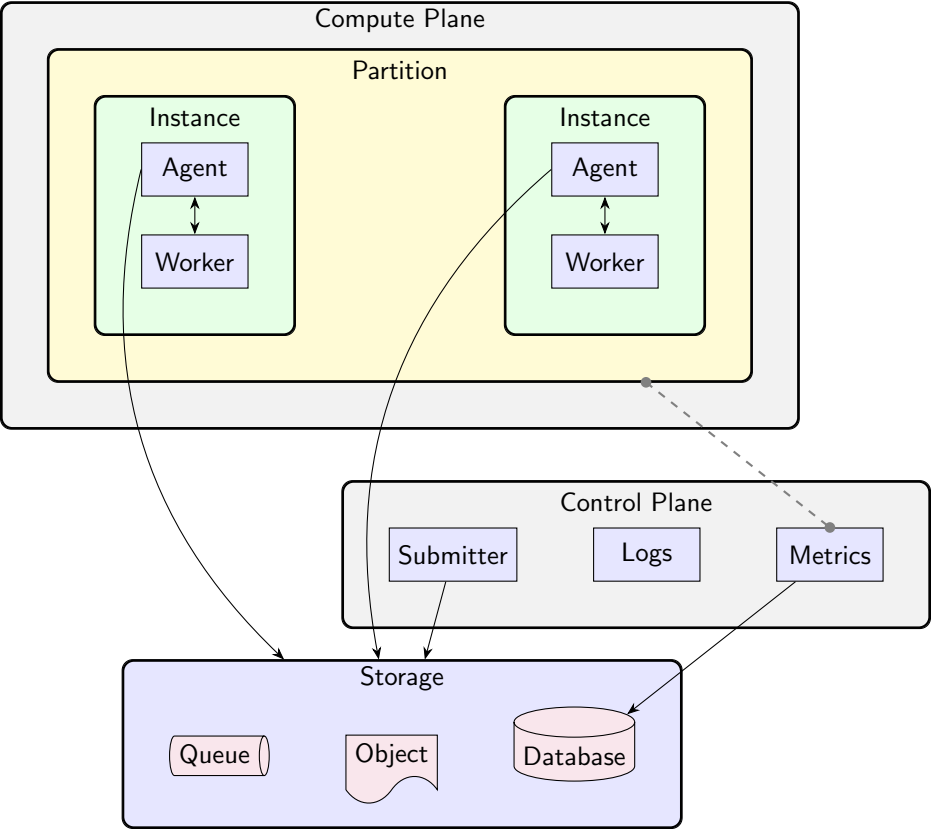 Compute Plane
Partition
Instance
Instance
Agent
Agent
Worker
Worker
Control Plane
Submitter
Logs
Metrics
Storage
Queue
Object
Database